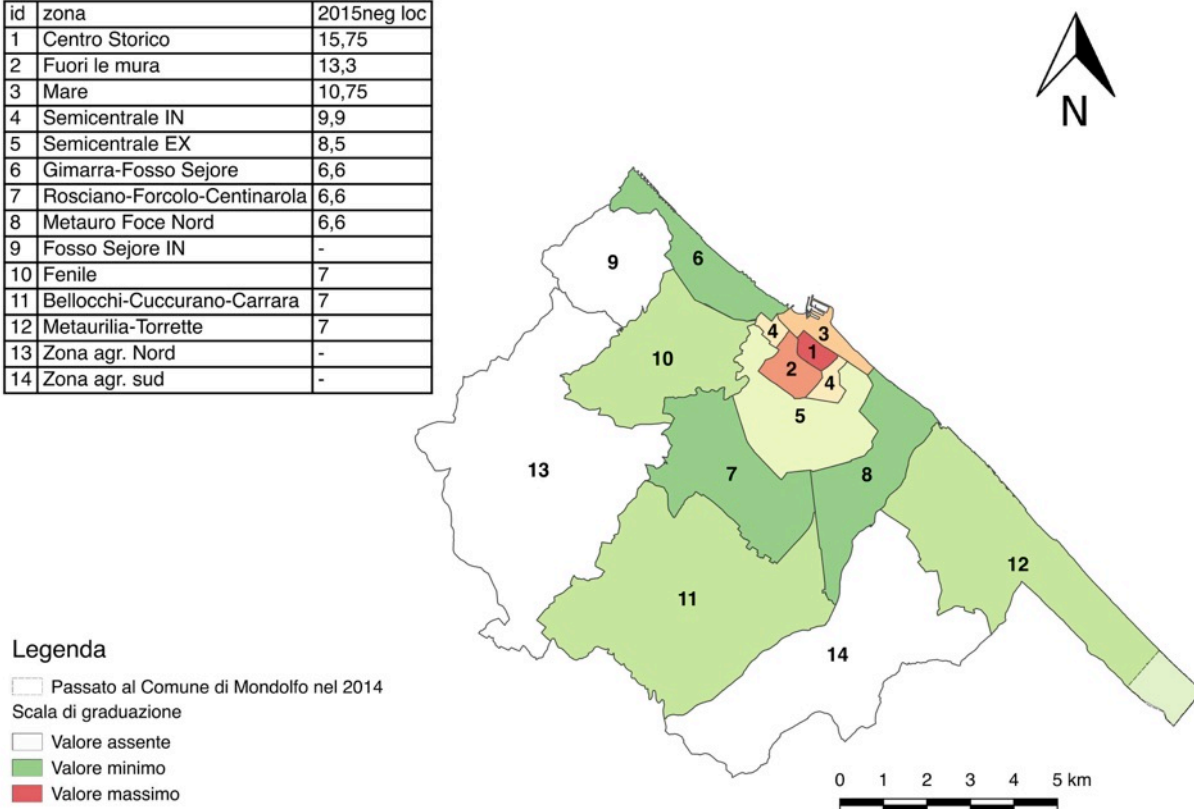 id zona 2015neg loc
1 Centro Storico 15,75
2 Fuori le mura 13,3
3 Mare 10,75
4 Semicentrale IN 9,9
5 Semicentrale EX 8,5
6 Gimarra-Fosso Sejore 6,6
7 Rosciano-Forcolo-Centinarola 6,6
8 Metauro Foce Nord 6,6
9 Fosso Sejore IN -
10 Fenile 7
11 Bellocchi-Cuccurano-Carrara 7
12 Metaurilia-Torrette 7
13 Zona agr. Nord -
14 Zona agr. sud -
N
9
6
3
4
1
10
2
4
5
13
7
8
12
11
14
Legenda
Passato al Comune di Mondolfo nel 2014
Scala di graduazione
Valore assente
Valore minimo
Valore massimo
0 1 2 3 4 5 km